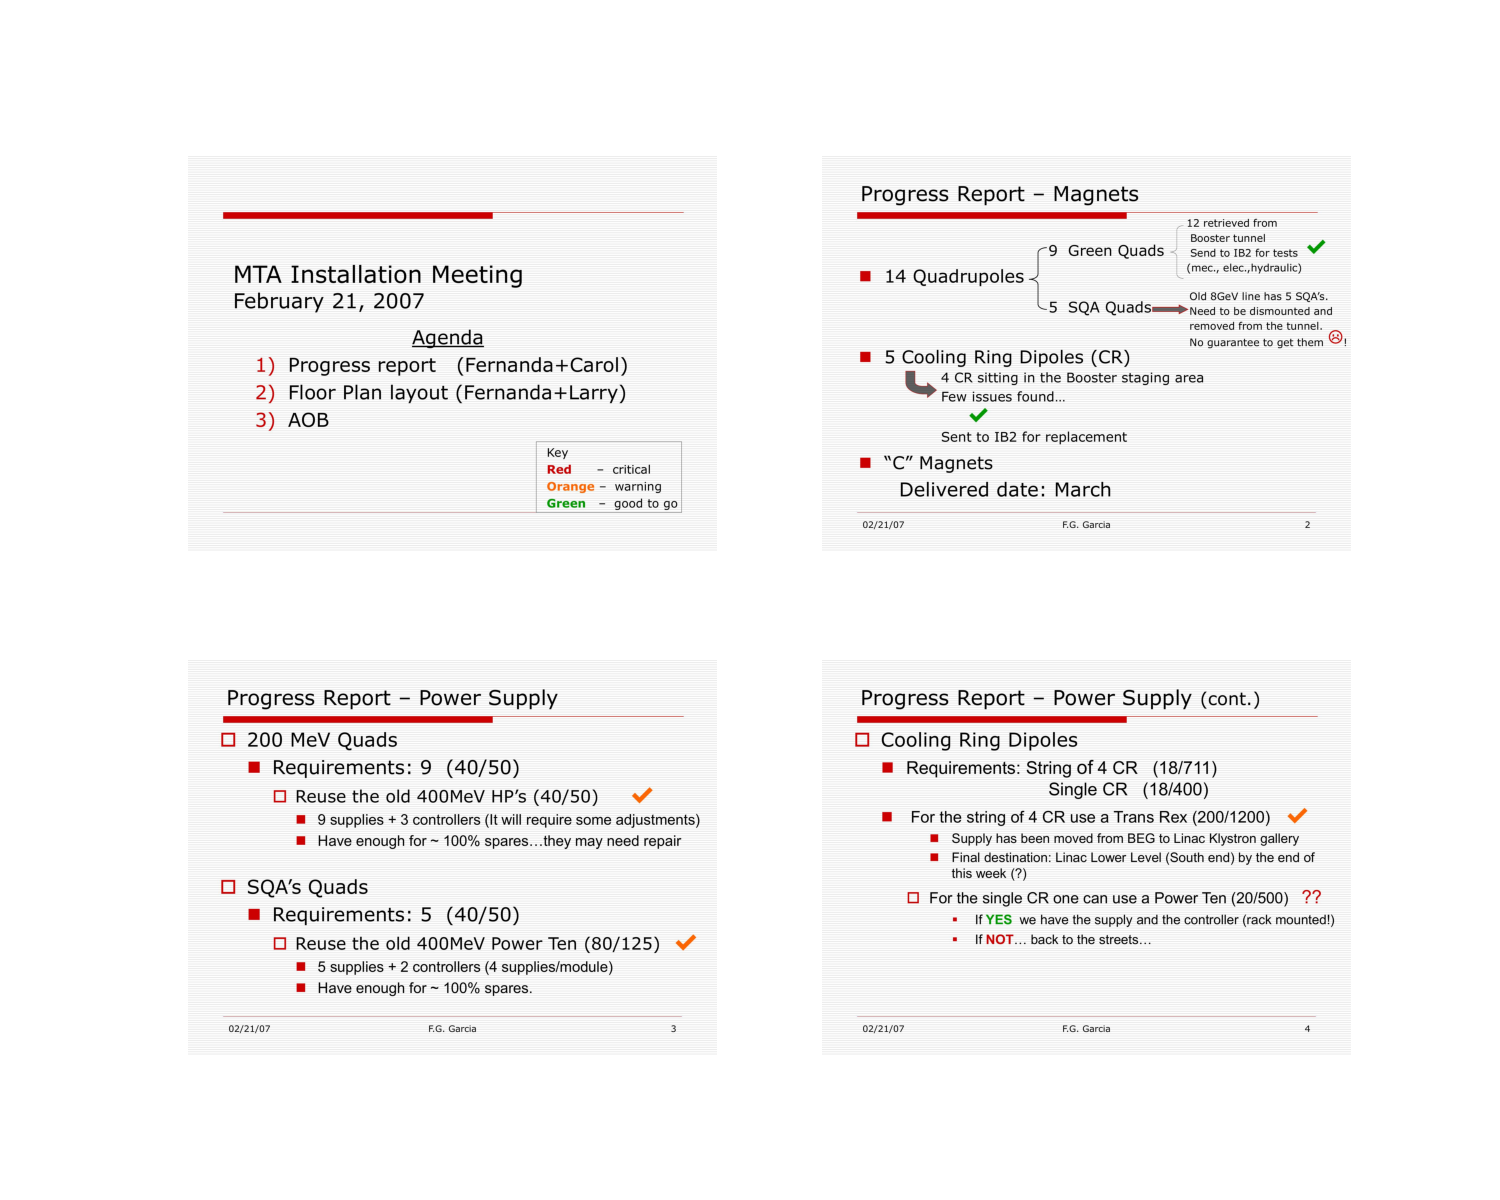 MTA Installation Meeting
February 21, 2007
Agenda
1) Progress report (Fernanda+Carol)
2) Floor Plan layout (Fernanda+Larry)
3) AOB
Key
Red – critical
Orange – warning
Green – good to go
Progress Report – Magnets
14 Quadrupoles
9 Green Quads
12 retrieved from
Booster tunnel
Send to IB2 for tests
(mec., elec.,hydraulic)
5 SQA Quads
Old 8GeV line has 5 SQA's.
Need to be dismounted and
removed from the tunnel.
No guarantee to get them !
5 Cooling Ring Dipoles (CR)
4 CR sitting in the Booster staging area
Few issues found…
Sent to IB2 for replacement
“C” Magnets
Delivered date: March
02/21/07 F.G. Garcia 2
Progress Report – Power Supply
200 MeV Quads
Requirements: 9 (40/50)
Reuse the old 400MeV HP's (40/50)
9 supplies + 3 controllers (It will require some adjustments)
Have enough for ~ 100% spares…they may need repair
SQA's Quads
Requirements: 5 (40/50)
Reuse the old 400MeV Power Ten (80/125)
5 supplies + 2 controllers (4 supplies/module)
Have enough for ~ 100% spares.
02/21/07 F.G. Garcia 3
Progress Report – Power Supply (cont.)
Cooling Ring Dipoles
Requirements: String of 4 CR (18/711)
Single CR (18/400)
For the string of 4 CR use a Trans Rex (200/1200)
Supply has been moved from BEG to Linac Klystron gallery
Final destination: Linac Lower Level (South end) by the end of
this week (?)
For the single CR one can use a Power Ten (20/500) ??
If YES we have the supply and the controller (rack mounted!)
If NOT… back to the streets…
02/21/07 F.G. Garcia 4